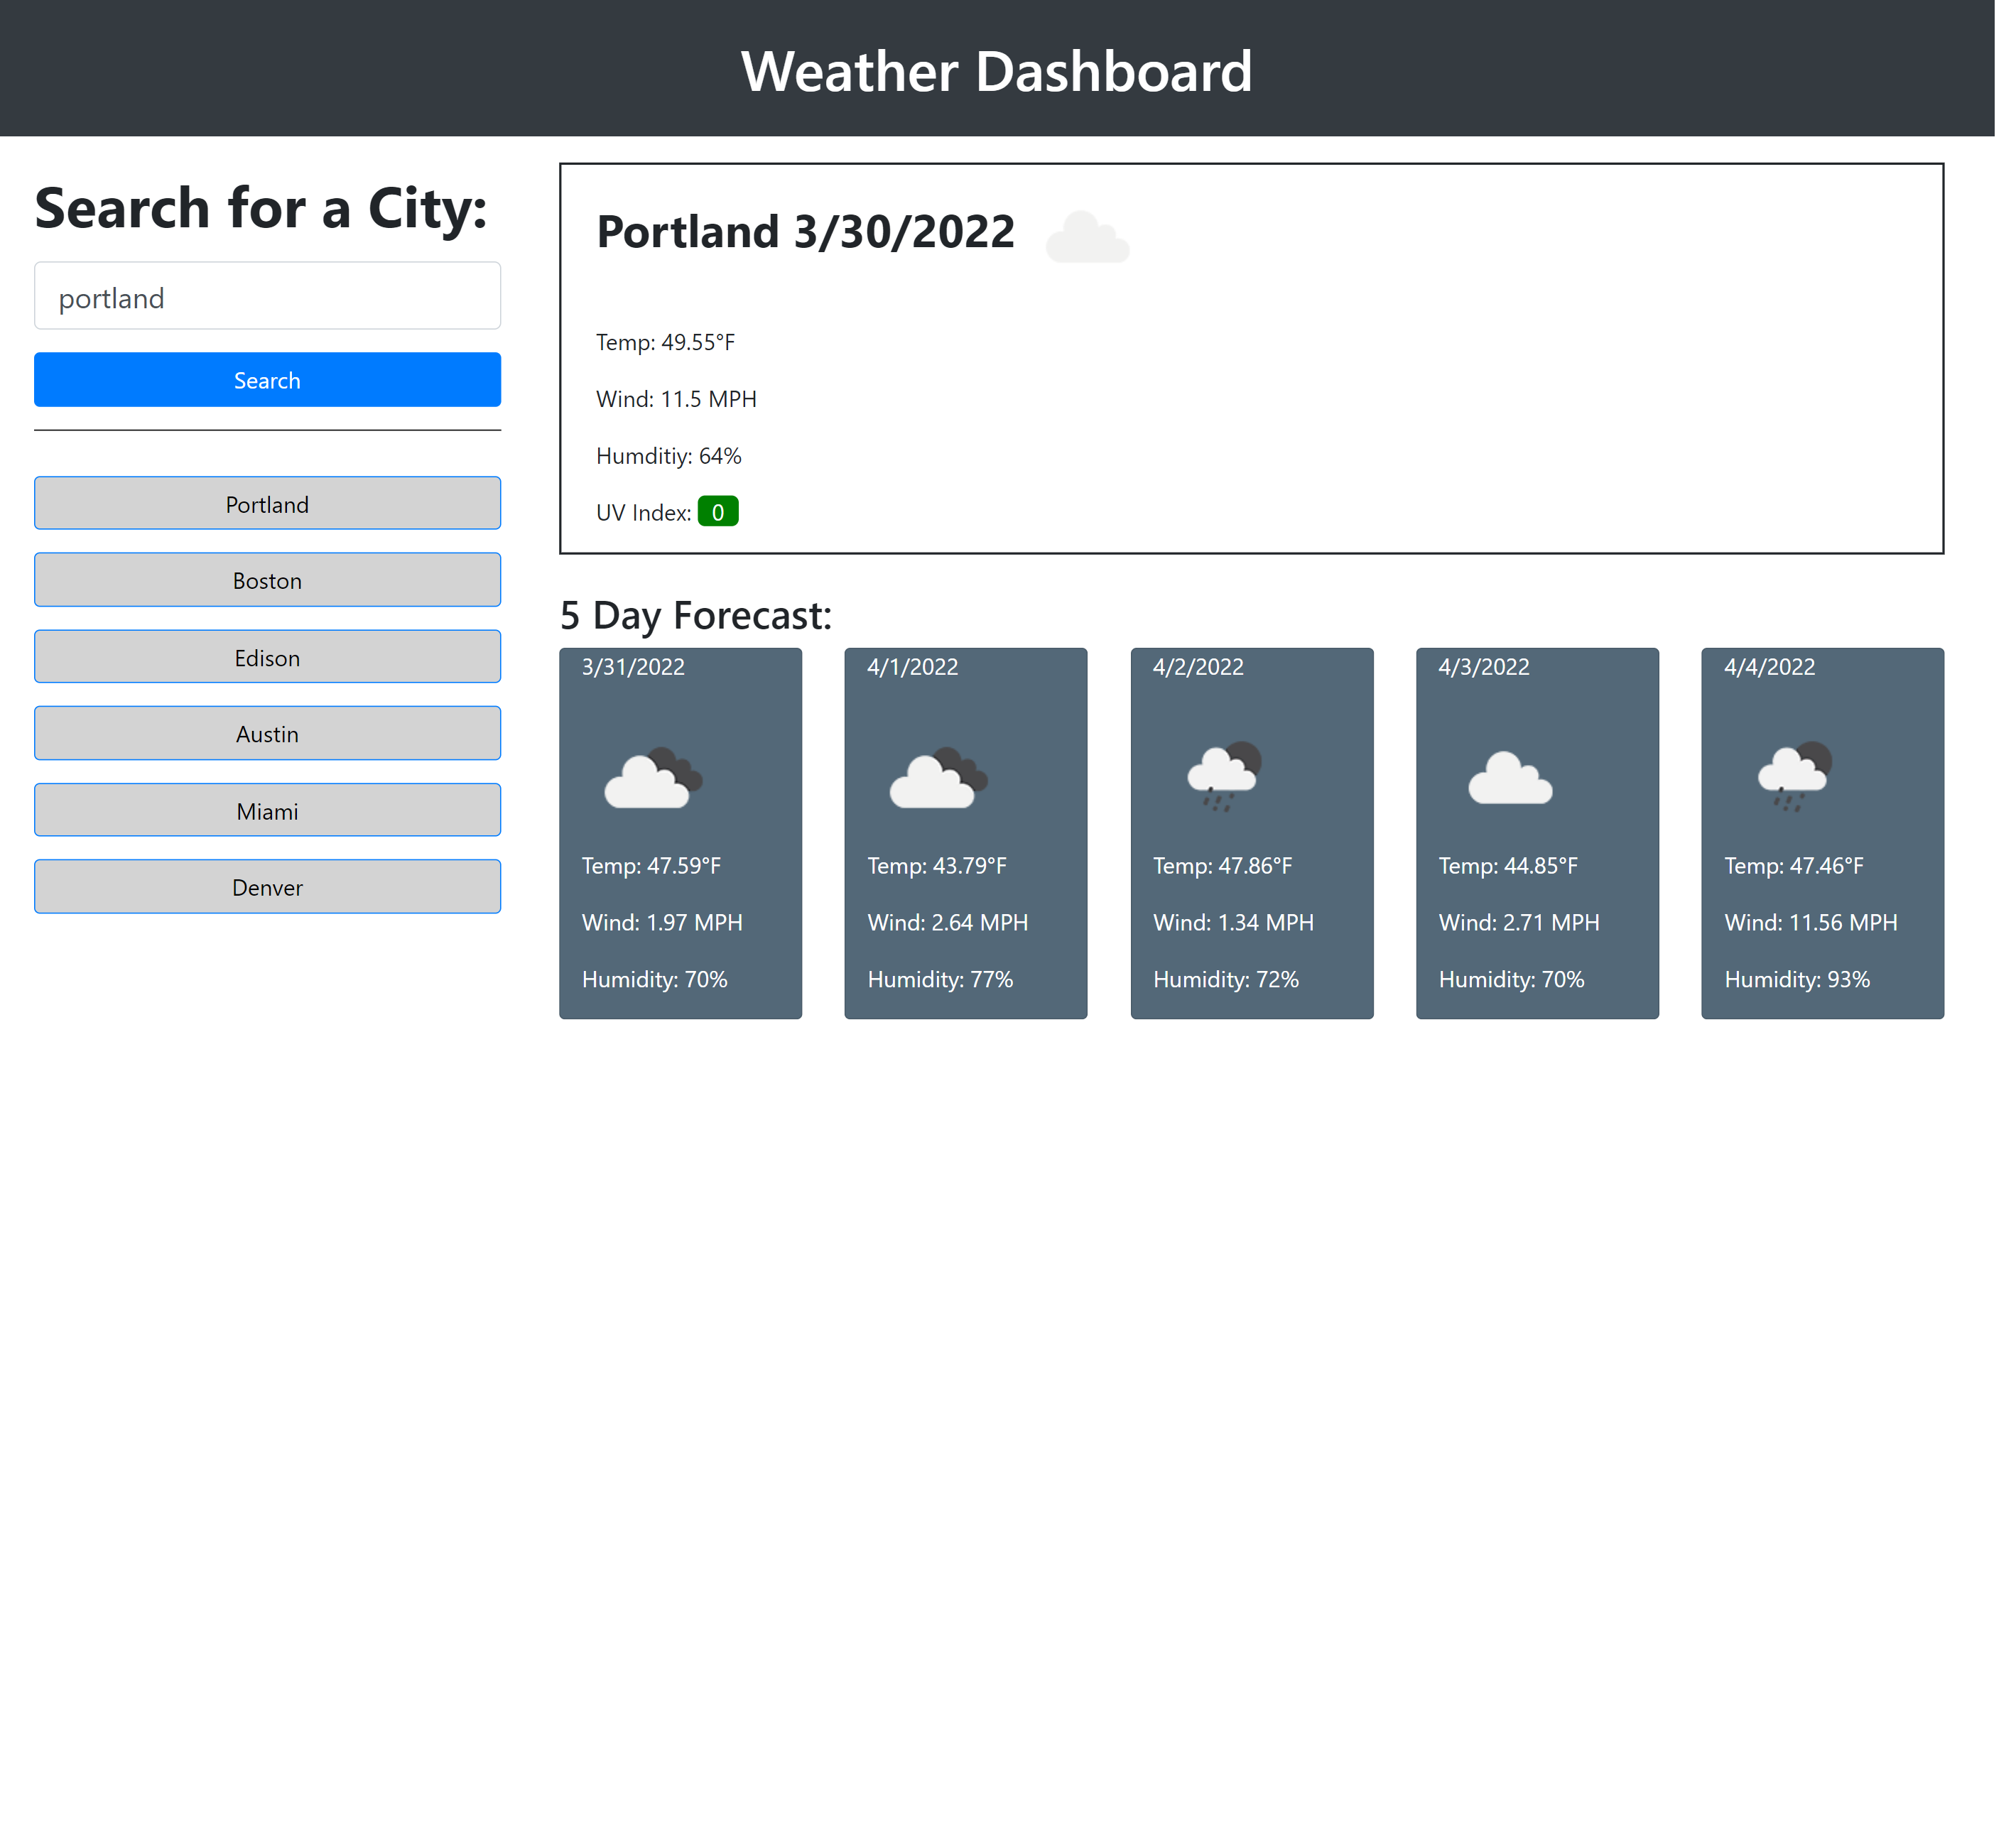 Weather Dashboard
Search for a City:
portland
Search
Portland
Boston
Edison
Austin
Miami
Denver
Portland 3/30/2022
Temp: 49.55°F
Wind: 11.5 MPH
Humditiy: 64%
UV Index: 0
5 Day Forecast:
3/31/2022
Temp: 47.59°F
Wind: 1.97 MPH
Humidity: 70%
4/1/2022
Temp: 43.79°F
Wind: 2.64 MPH
Humidity: 77%
4/2/2022
Temp: 47.86°F
Wind: 1.34 MPH
Humidity: 72%
4/3/2022
Temp: 44.85°F
Wind: 2.71 MPH
Humidity: 70%
4/4/2022
Temp: 47.46°F
Wind: 11.56 MPH
Humidity: 93%